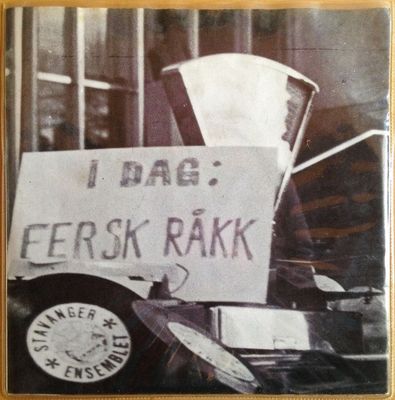 I DAG:
FERSK RÅKK
STAVANGER
* ENSEMBLET *